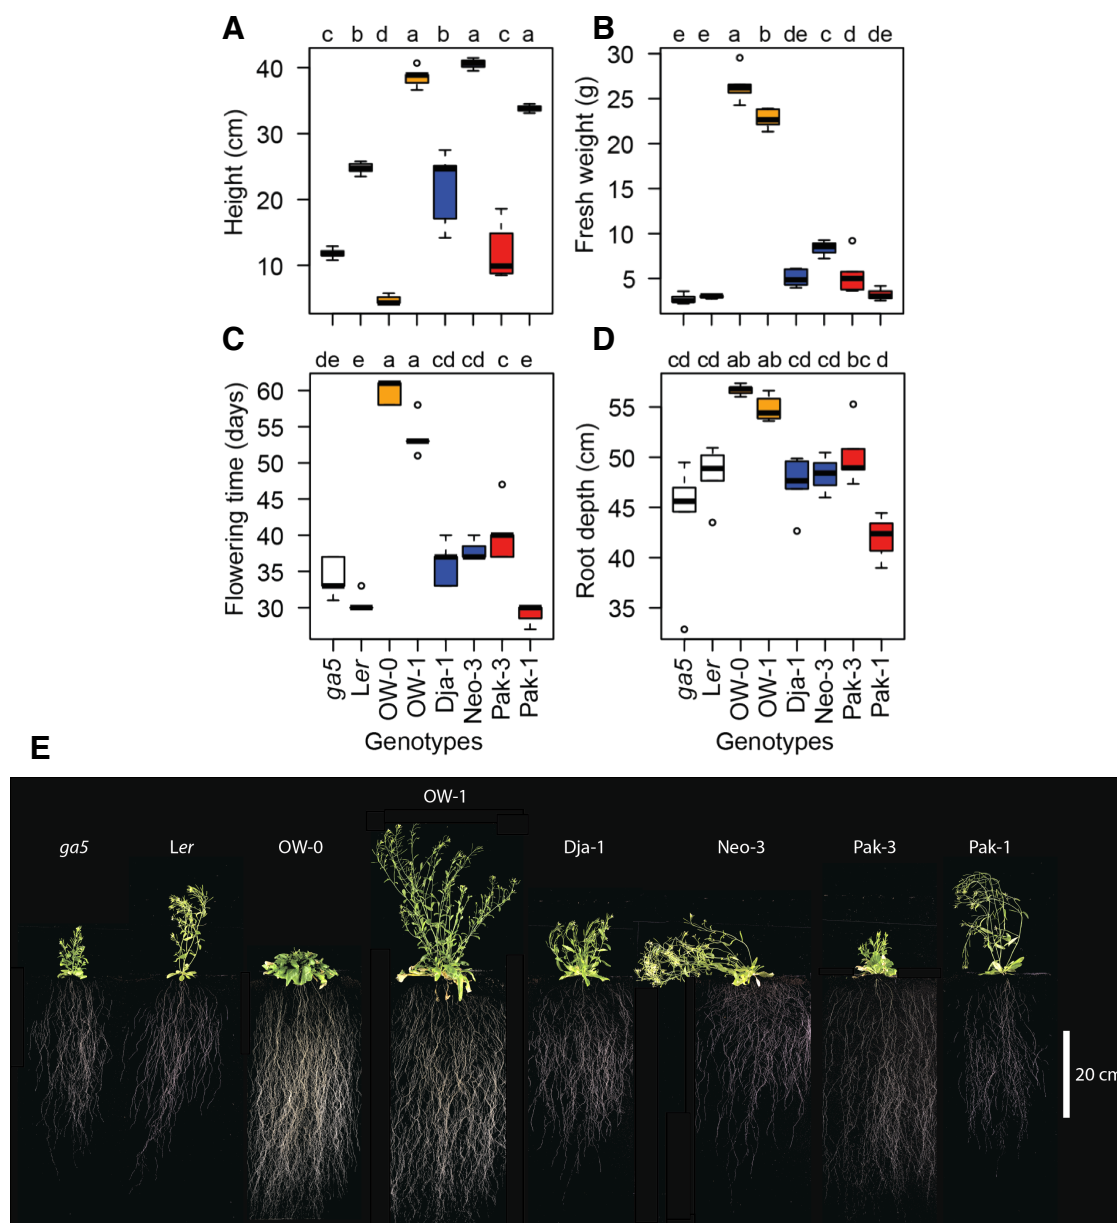 A
c b d a b a c a
Height (cm)
40
30
20
10
B
e e a b de c d de
Fresh weight (g)
30
25
20
15
10
5
C
de e a a cd cd c e
Flowering time (days)
60
55
50
45
40
35
30
ga5 Ler OW-0 OW-1 Dja-1 Neo-3 Pak-3 Pak-1
Genotypes
D
cd cd ab ab cd cd bc d
Root depth (cm)
55
50
45
40
35
ga5 Ler OW-0 OW-1 Dja-1 Neo-3 Pak-3 Pak-1
Genotypes
E
OW-1
ga5 Ler OW-0 Dja-1 Neo-3 Pak-3 Pak-1
20 cm